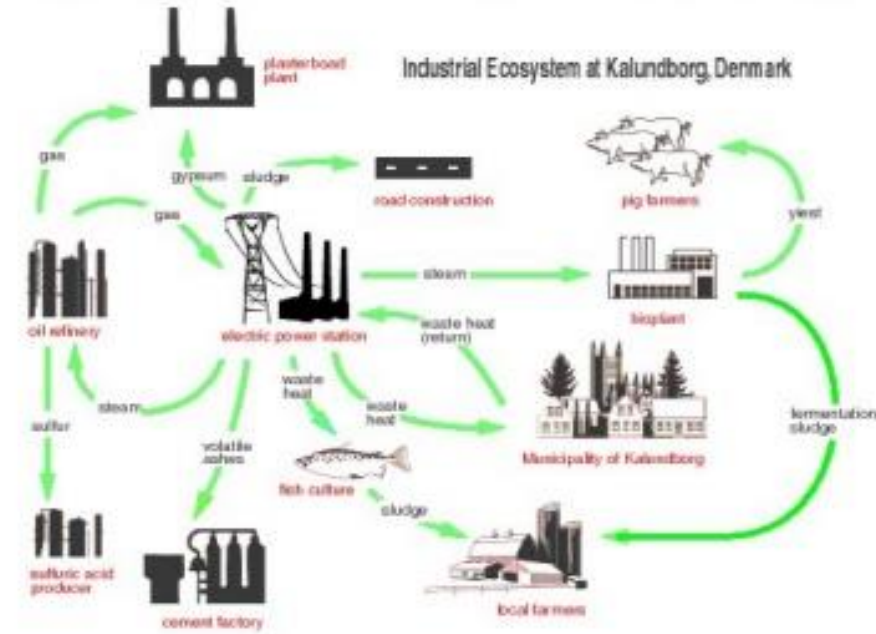 Industrial Ecosystem at Kalundborg, Denmark
plasterboad
plant
gas
gypsum
sludge
road construction
pig farmers
gas
yiest
steam
oil refinery
electric power station
waste heat
(return)
bioplant
waste
heat
steam
waste
heat
sulfur
fermentation
sludge
volatile
ashes
Municipality of Kalundborg
fish culture
sludge
sulfuric acid
producer
cement factory
local farmers